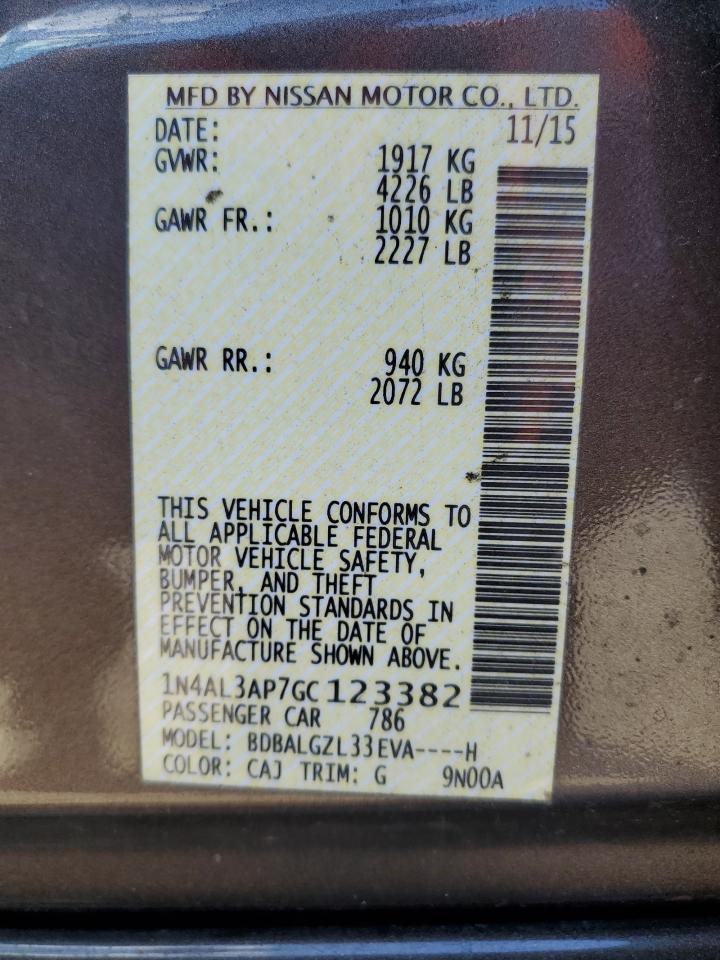 MFD BY NISSAN MOTOR CO., LTD.
DATE: 11/15
GVWR: 1917 KG
4226 LB
GAWR FR.: 1010 KG
2227 LB
GAWR RR.: 940 KG
2072 LB
THIS VEHICLE CONFORMS TO
ALL APPLICABLE FEDERAL
MOTOR VEHICLE SAFETY,
BUMPER, AND THEFT
PREVENTION STANDARDS IN
EFFECT ON THE DATE OF
MANUFACTURE SHOWN ABOVE.
1N4AL3AP7GC123382
PASSENGER CAR 786
MODEL: BDBALGZL33EVA----H
COLOR: CAJ TRIM: G 9N00A